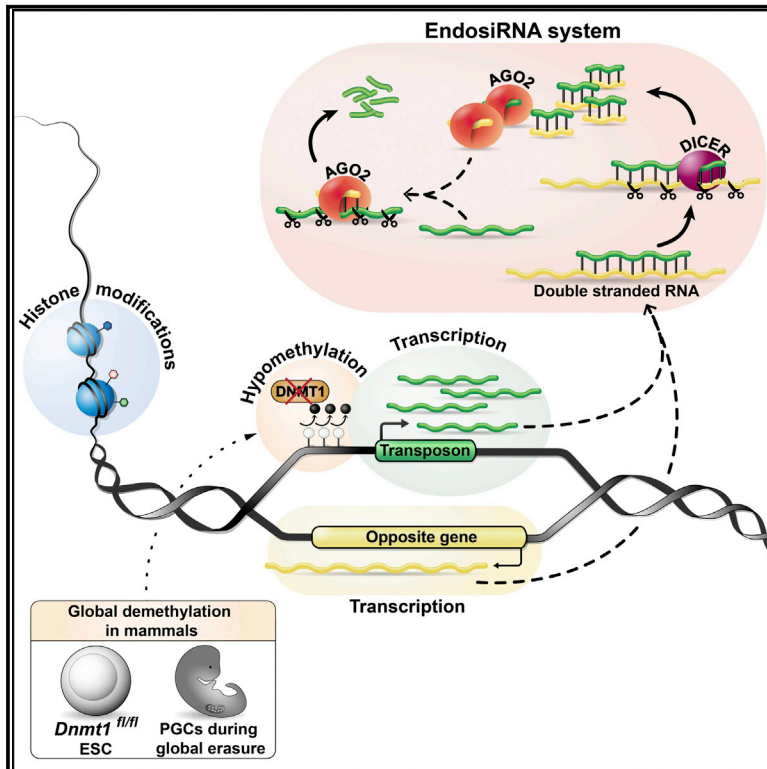 EndosiRNA system
AGO2
DICER
AGO2
Double stranded RNA
Histone modifications
Hypomethylation
Transcription
DNMT1
Transposon
Opposite gene
Transcription
Global demethylation
in mammals
Dnmt1 fl/fl
ESC
PGCs during
global erasure